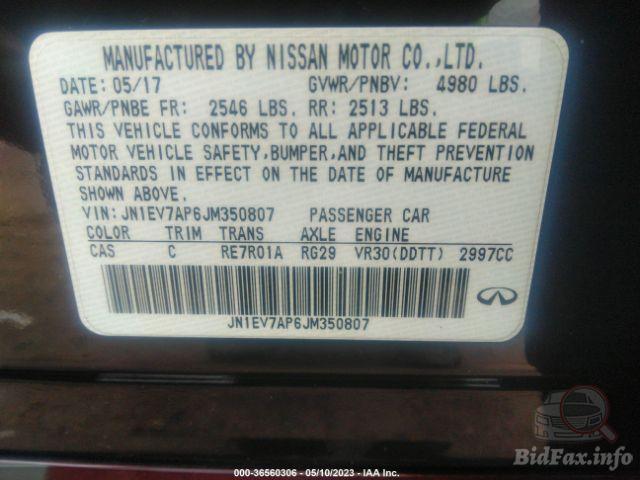 MANUFACTURED BY NISSAN MOTOR CO.,LTD.
DATE: 05/17 GVWR/PNBV: 4980 LBS.
GAWR/PNBE FR: 2546 LBS. RR: 2513 LBS.
THIS VEHICLE CONFORMS TO ALL APPLICABLE FEDERAL
MOTOR VEHICLE SAFETY,BUMPER,AND THEFT PREVENTION
STANDARDS IN EFFECT ON THE DATE OF MANUFACTURE
SHOWN ABOVE.
VIN: JN1EV7AP6JM350807 PASSENGER CAR
COLOR TRIM TRANS AXLE ENGINE
CAS C RE7R01A RG29 VR30(DDTT) 2997CC
JN1EV7AP6JM350807
INFINITI
BidFax.info
000-36560306 - 05/10/2023 - IAA Inc.